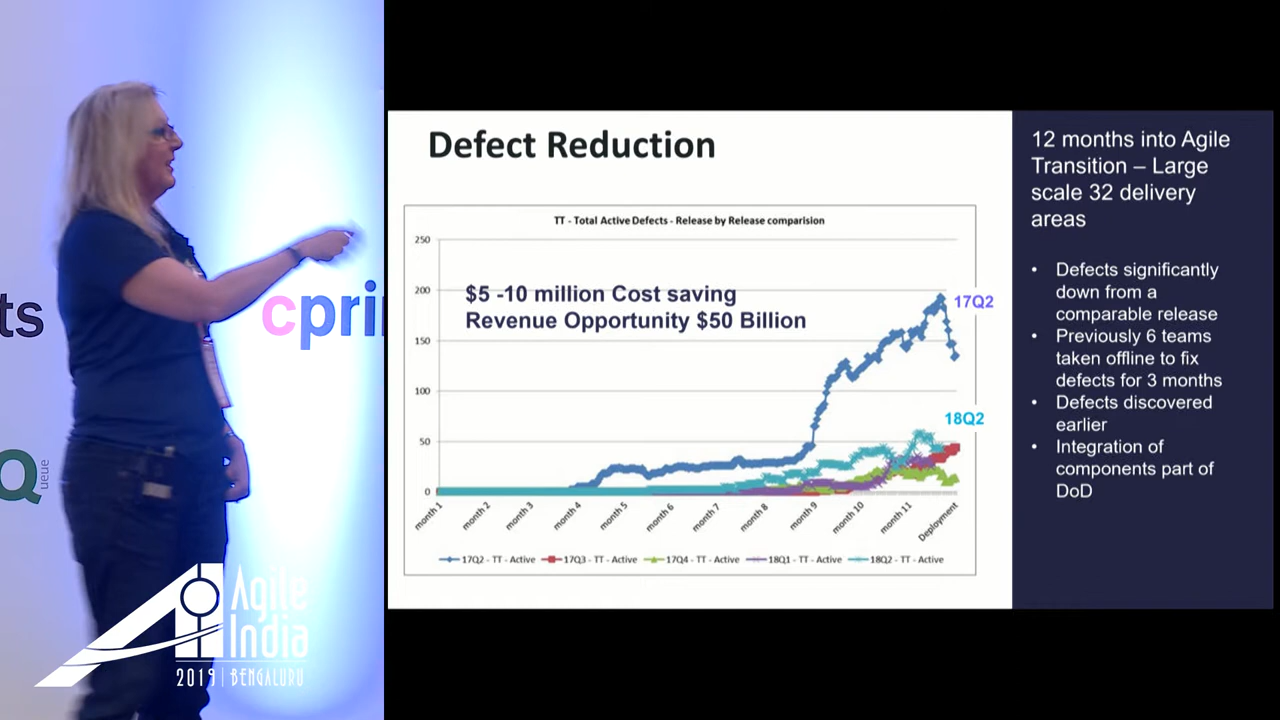 Defect Reduction
TT - Total Active Defects - Release by Release comparision
250
200
150
100
50
0
$5 -10 million Cost saving
Revenue Opportunity $50 Billion
17Q2
18Q2
month 1
month 2
month 3
month 4
month 5
month 6
month 7
month 8
month 9
month 10
month 11
Deployment
17Q2 - TT - Active
17Q3 - TT - Active
17Q4 - TT - Active
18Q1 - TT - Active
18Q2 - TT - Active
12 months into Agile
Transition – Large
scale 32 delivery
areas
• Defects significantly
down from a
comparable release
• Previously 6 teams
taken offline to fix
defects for 3 months
• Defects discovered
earlier
• Integration of
components part of
DoD
ts
cpri
Q
ueue
Agile
India
2019 | BENGALURU